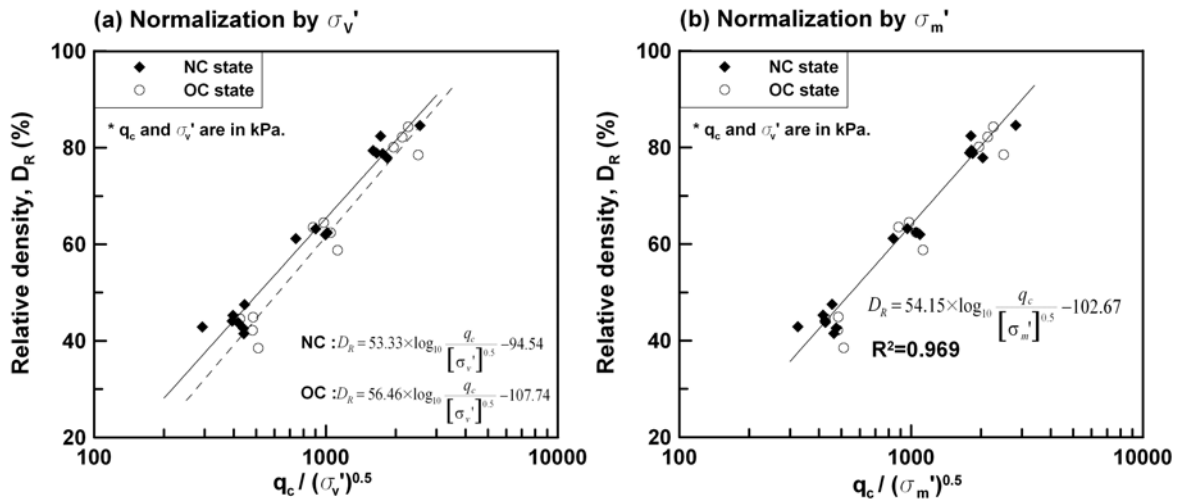 (a) Normalization by σv'
100
80
60
40
20
Relative density, DR (%)
NC state
OC state
* qc and σv' are in kPa.
NC :DR = 53.33×log10 qc / [σv']^0.5 −94.54
OC :DR = 56.46×log10 qc / [σv']^0.5 −107.74
100 1000 10000
qc / (σv')^0.5
(b) Normalization by σm'
100
80
60
40
20
Relative density, DR (%)
NC state
OC state
* qc and σv' are in kPa.
DR = 54.15×log10 qc / [σm']^0.5 −102.67
R²=0.969
100 1000 10000
qc / (σm')^0.5